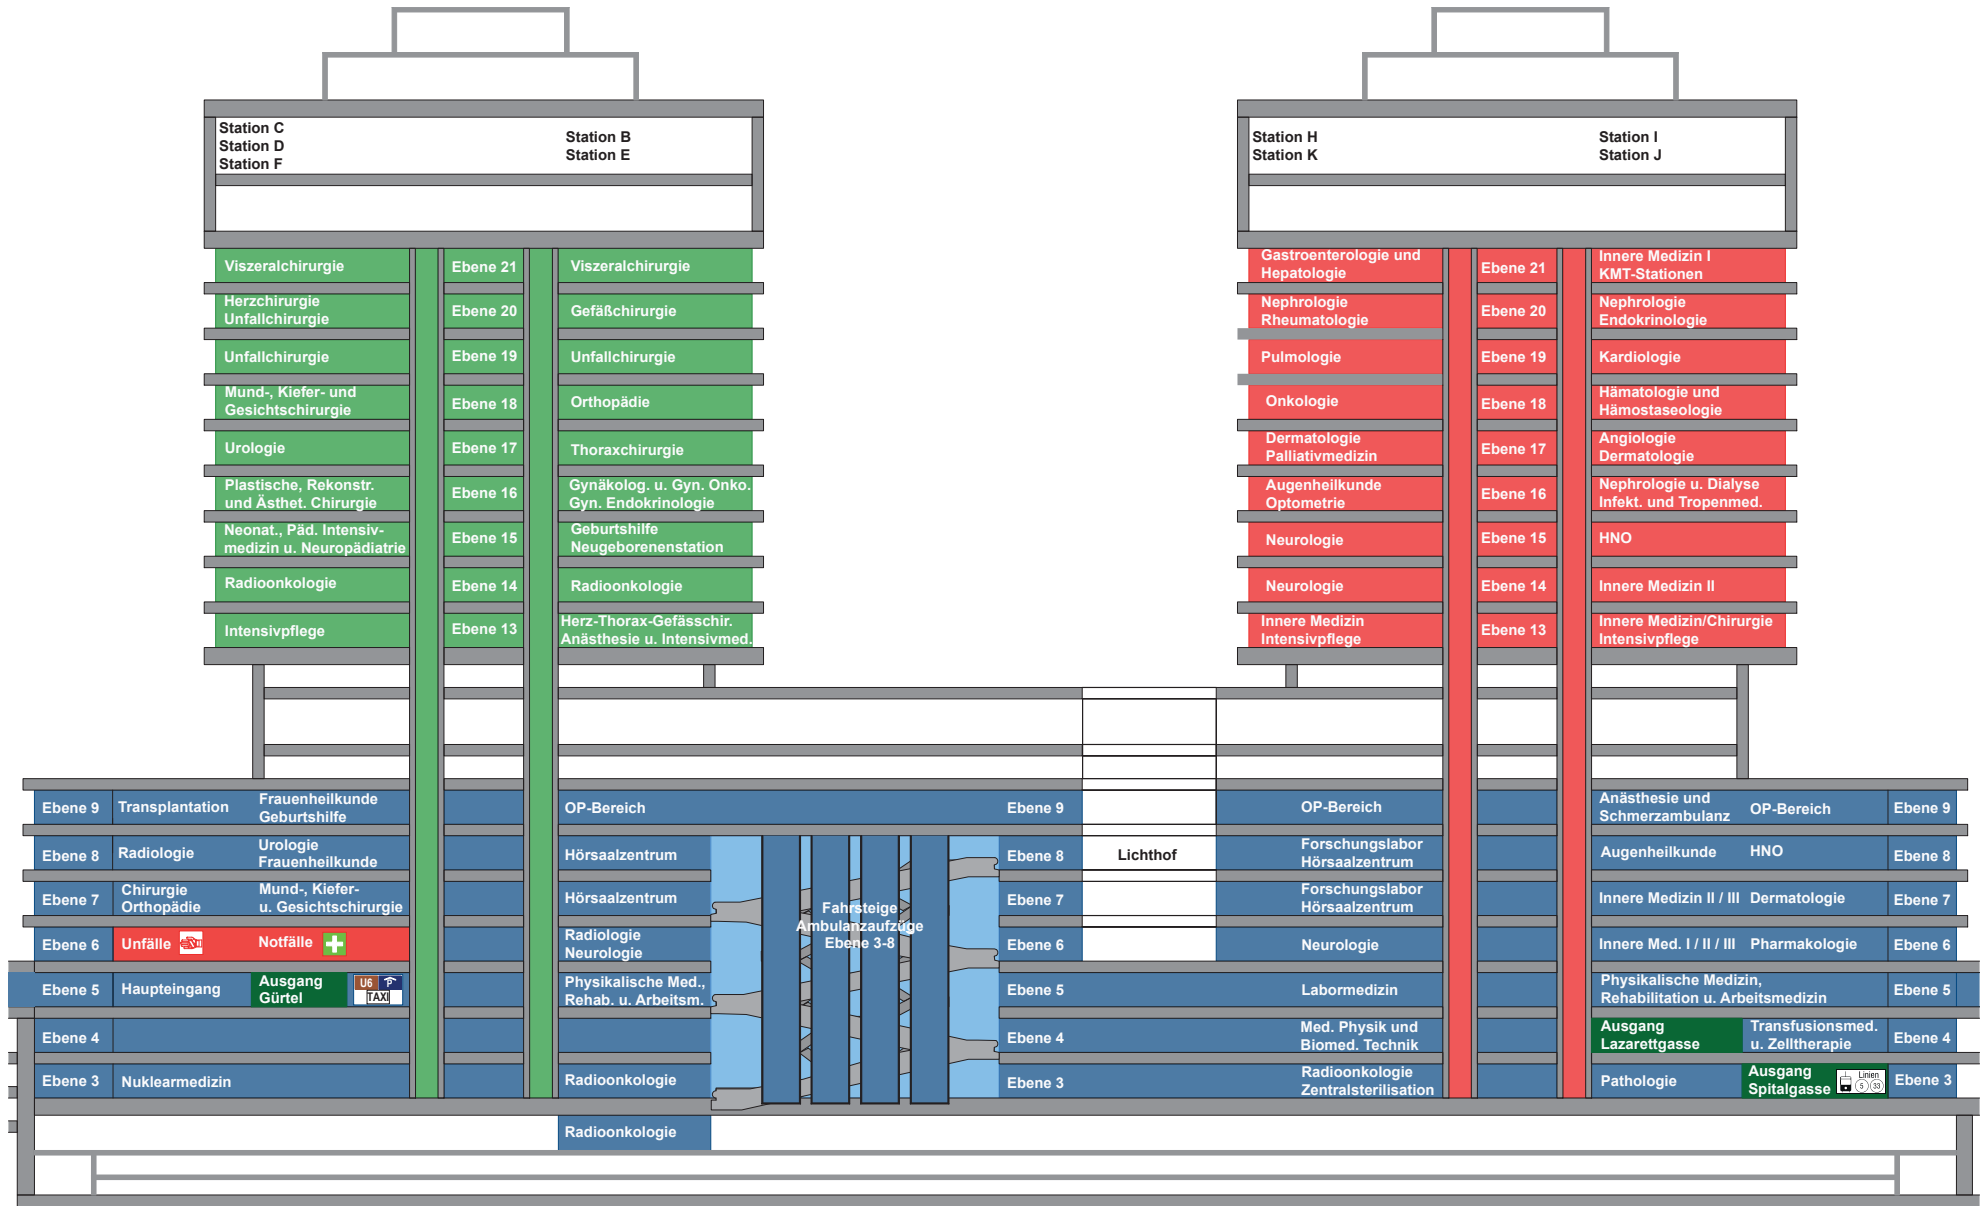 Station C
Station D
Station F
Station B
Station E
Station H
Station K
Station I
Station J
Viszeralchirurgie
Ebene 21
Viszeralchirurgie
Herzchirurgie
Unfallchirurgie
Ebene 20
Gefäßchirurgie
Unfallchirurgie
Ebene 19
Unfallchirurgie
Mund-, Kiefer- und
Gesichtschirurgie
Ebene 18
Orthopädie
Urologie
Ebene 17
Thoraxchirurgie
Plastische, Rekonstr.
und Ästhet. Chirurgie
Ebene 16
Gynäkolog. u. Gyn. Onko.
Gyn. Endokrinologie
Neonat., Päd. Intensiv-
medizin u. Neuropädiatrie
Ebene 15
Geburtshilfe
Neugeborenenstation
Radioonkologie
Ebene 14
Radioonkologie
Intensivpflege
Ebene 13
Herz-Thorax-Gefässchir.
Anästhesie u. Intensivmed.
Gastroenterologie und
Hepatologie
Ebene 21
Innere Medizin I
KMT-Stationen
Nephrologie
Rheumatologie
Ebene 20
Nephrologie
Endokrinologie
Pulmologie
Ebene 19
Kardiologie
Onkologie
Ebene 18
Hämatologie und
Hämostaseologie
Dermatologie
Palliativmedizin
Ebene 17
Angiologie
Dermatologie
Augenheilkunde
Optometrie
Ebene 16
Nephrologie u. Dialyse
Infekt. und Tropenmed.
Neurologie
Ebene 15
HNO
Neurologie
Ebene 14
Innere Medizin II
Innere Medizin
Intensivpflege
Ebene 13
Innere Medizin/Chirurgie
Intensivpflege
Ebene 9
Transplantation
Frauenheilkunde
Geburtshilfe
OP-Bereich
Ebene 9
OP-Bereich
Anästhesie und
Schmerzambulanz
OP-Bereich
Ebene 9
Ebene 8
Radiologie
Urologie
Frauenheilkunde
Hörsaalzentrum
Ebene 8
Lichthof
Forschungslabor
Hörsaalzentrum
Augenheilkunde
HNO
Ebene 8
Ebene 7
Chirurgie
Orthopädie
Mund-, Kiefer-
u. Gesichtschirurgie
Hörsaalzentrum
Fahrsteige
Ambulanzaufzüge
Ebene 3-8
Ebene 7
Forschungslabor
Hörsaalzentrum
Innere Medizin II / III
Dermatologie
Ebene 7
Ebene 6
Unfälle
Notfälle
Radiologie
Neurologie
Ebene 6
Neurologie
Innere Med. I / II / III
Pharmakologie
Ebene 6
Ebene 5
Haupteingang
Ausgang
Gürtel
U6
P
TAXI
Physikalische Med.,
Rehab. u. Arbeitsm.
Ebene 5
Labormedizin
Physikalische Medizin,
Rehabilitation u. Arbeitsmedizin
Ebene 5
Ebene 4
Ebene 4
Med. Physik und
Biomed. Technik
Ausgang
Lazarettgasse
Transfusionsmed.
u. Zelltherapie
Ebene 4
Ebene 3
Nuklearmedizin
Radioonkologie
Ebene 3
Radioonkologie
Zentralsterilisation
Pathologie
Ausgang
Spitalgasse
Linien
5 33
Ebene 3
Radioonkologie